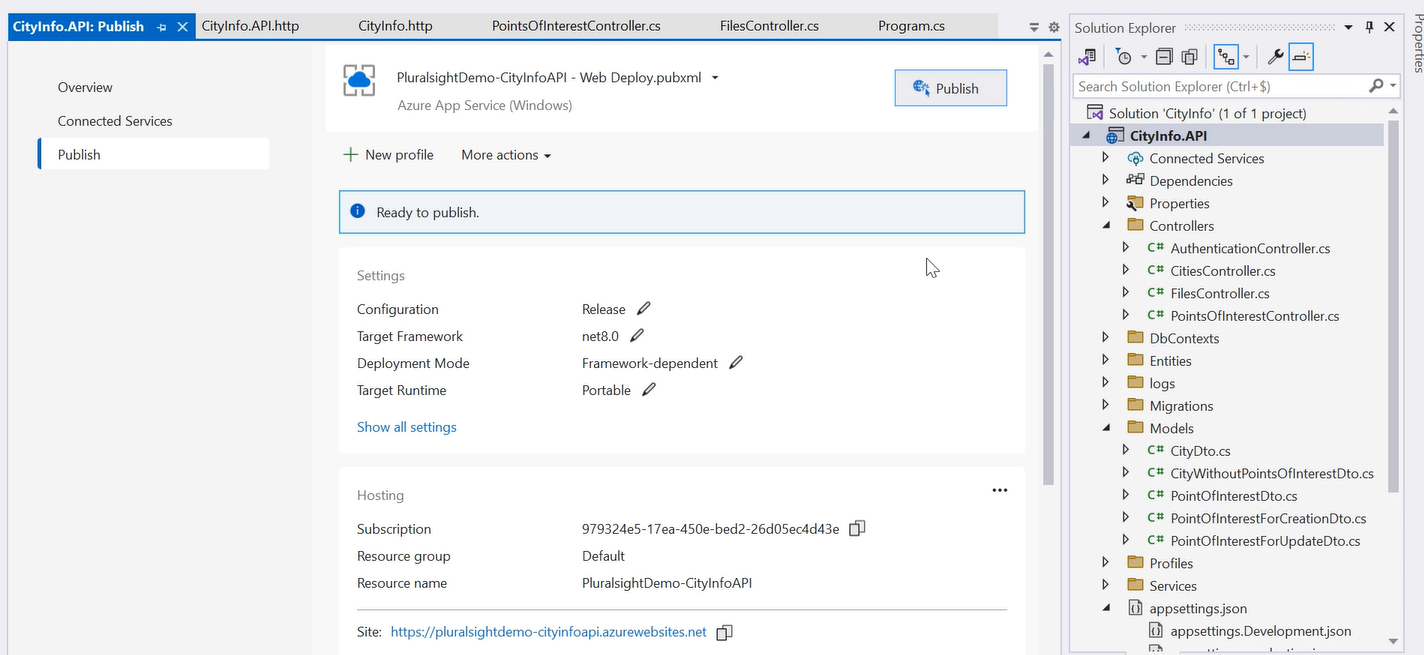 CityInfo.API: Publish
CityInfo.API.http
CityInfo.http
PointsOfInterestController.cs
FilesController.cs
Program.cs
Overview
Connected Services
Publish
PluralsightDemo-CityInfoAPI - Web Deploy.pubxml
Azure App Service (Windows)
Publish
New profile
More actions
Ready to publish.
Settings
Configuration Release
Target Framework net8.0
Deployment Mode Framework-dependent
Target Runtime Portable
Show all settings
Hosting
Subscription 979324e5-17ea-450e-bed2-26d05ec4d43e
Resource group Default
Resource name PluralsightDemo-CityInfoAPI
Site: https://pluralsightdemo-cityinfoapi.azurewebsites.net
Solution Explorer
Search Solution Explorer (Ctrl+$)
Solution 'CityInfo' (1 of 1 project)
CityInfo.API
Connected Services
Dependencies
Properties
Controllers
C# AuthenticationController.cs
C# CitiesController.cs
C# FilesController.cs
C# PointsOfInterestController.cs
DbContexts
Entities
logs
Migrations
Models
C# CityDto.cs
C# CityWithoutPointsOfInterestDto.cs
C# PointOfInterestDto.cs
C# PointOfInterestForCreationDto.cs
C# PointOfInterestForUpdateDto.cs
Profiles
Services
appsettings.json
appsettings.Development.json
Properties